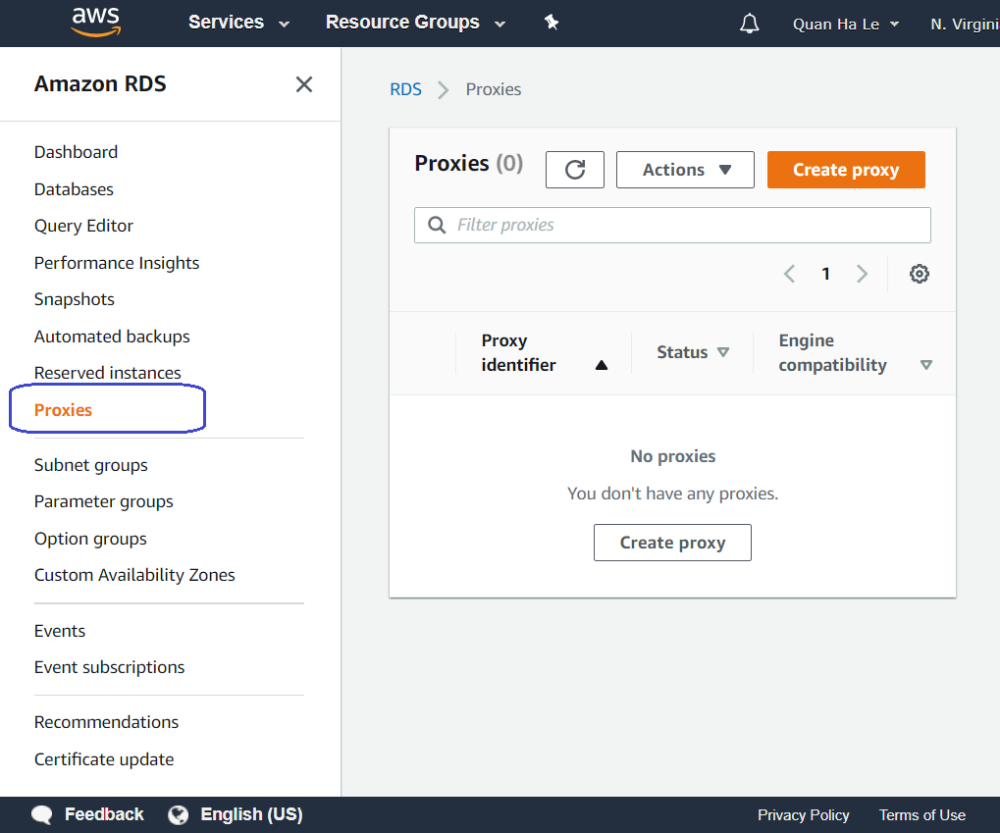 aws Services Resource Groups Quan Ha Le N. Virgini
Amazon RDS
Dashboard
Databases
Query Editor
Performance Insights
Snapshots
Automated backups
Reserved instances
Proxies
Subnet groups
Parameter groups
Option groups
Custom Availability Zones
Events
Event subscriptions
Recommendations
Certificate update
RDS Proxies
Proxies (0) Actions Create proxy
Filter proxies
1
Proxy identifier Status Engine compatibility
No proxies
You don't have any proxies.
Create proxy
Feedback English (US) Privacy Policy Terms of Use